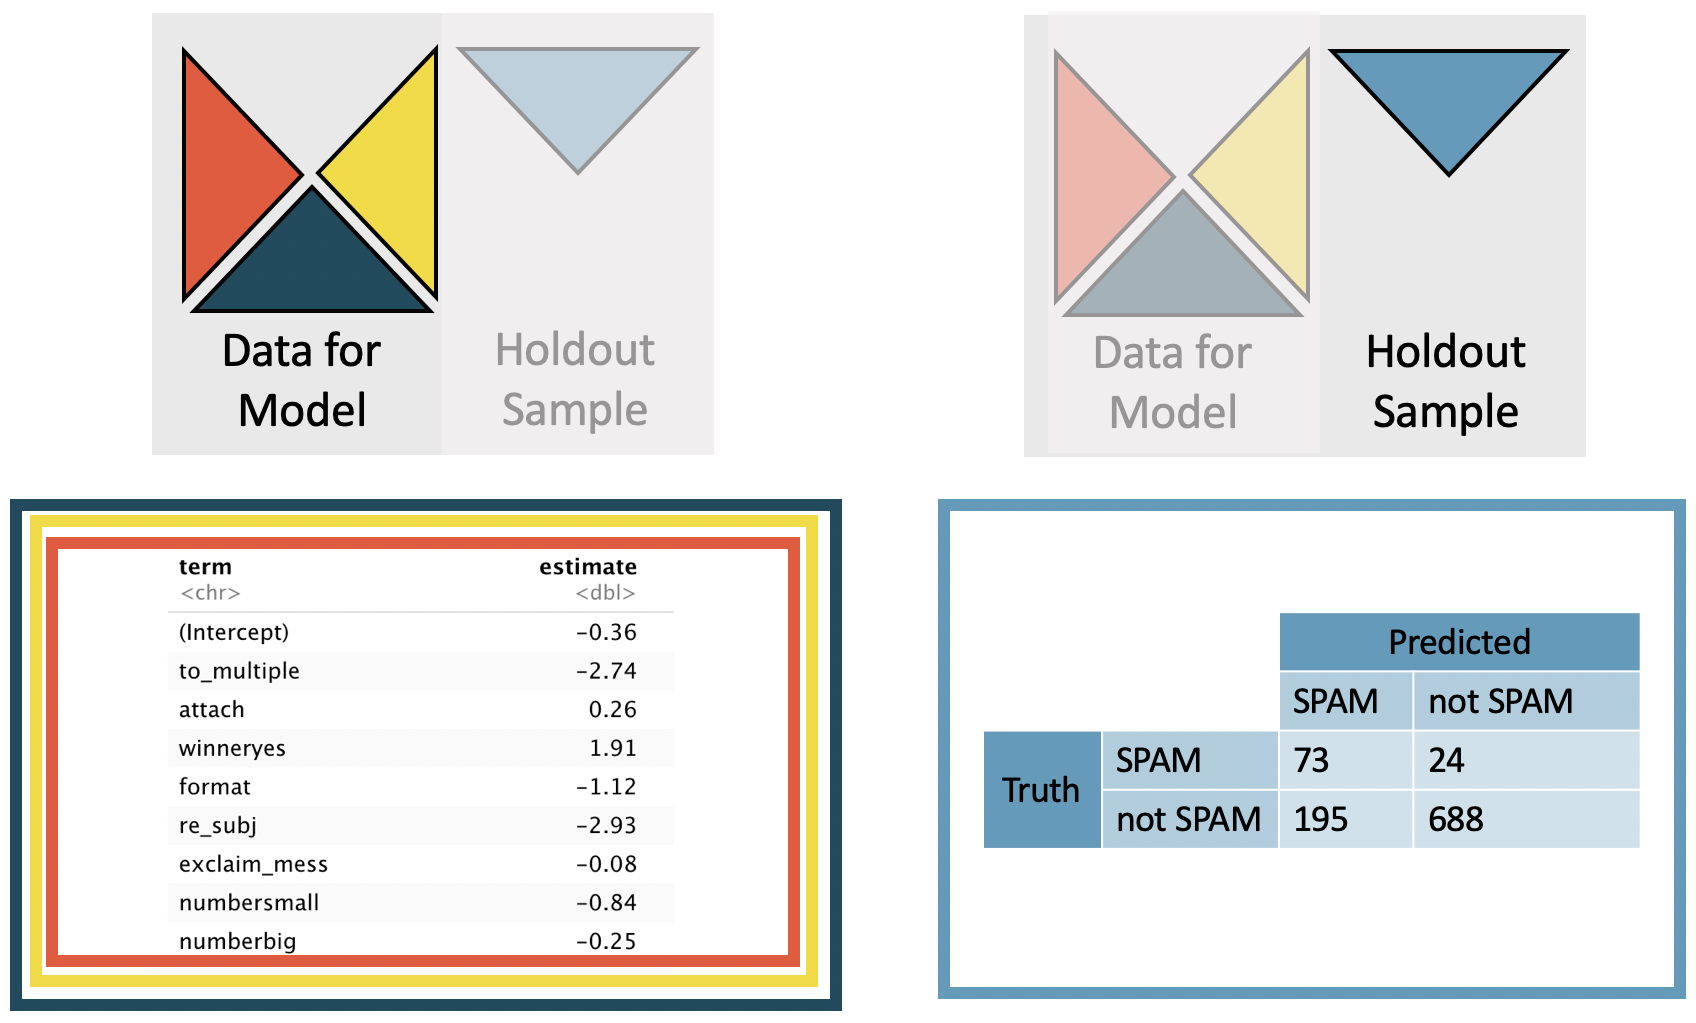 Data for
Model
Holdout
Sample
Data for
Model
Holdout
Sample
term estimate
<chr> <dbl>
(Intercept) −0.36
to_multiple −2.74
attach 0.26
winneryes 1.91
format −1.12
re_subj −2.93
exclaim_mess −0.08
numbersmall −0.84
numberbig −0.25
Predicted
SPAM not SPAM
Truth
SPAM 73 24
not SPAM 195 688